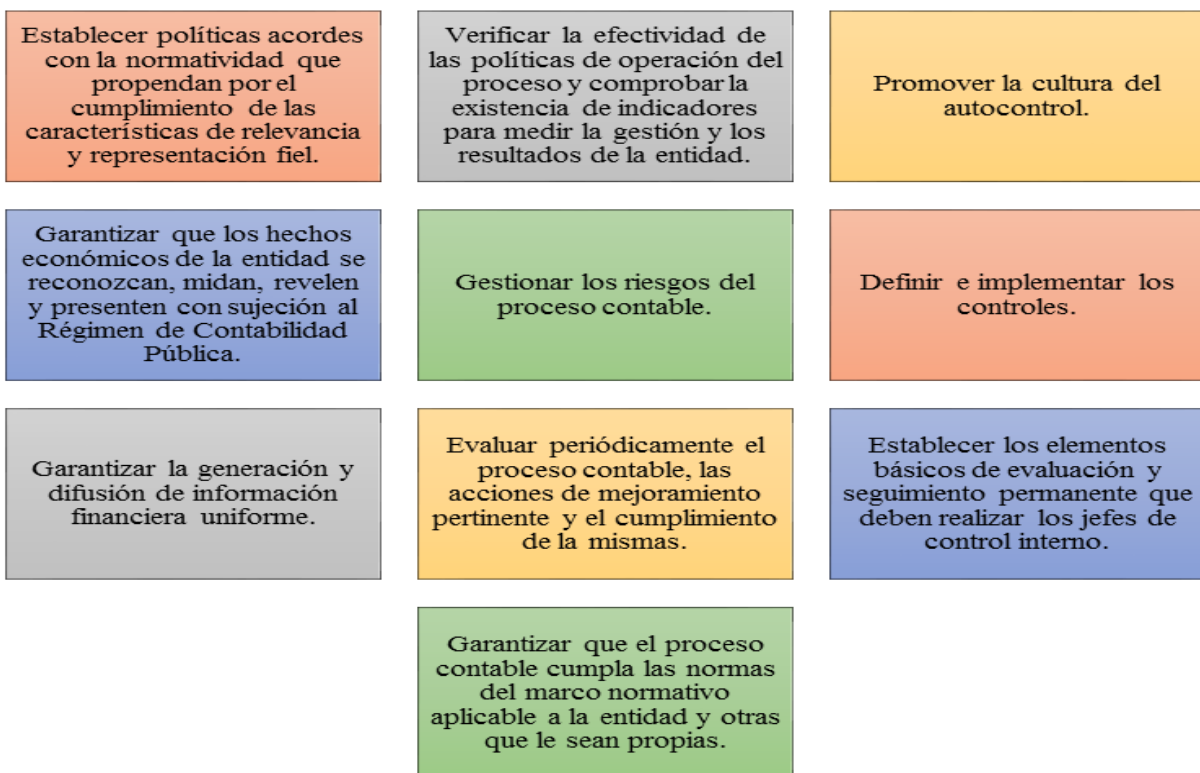 Establecer políticas acordes
con la normatividad que
propendan por el
cumplimiento de las
características de relevancia
y representación fiel.
Verificar la efectividad de
las políticas de operación del
proceso y comprobar la
existencia de indicadores
para medir la gestión y los
resultados de la entidad.
Promover la cultura del
autocontrol.
Garantizar que los hechos
económicos de la entidad se
reconozcan, midan, revelen
y presenten con sujeción al
Régimen de Contabilidad
Pública.
Gestionar los riesgos del
proceso contable.
Definir e implementar los
controles.
Garantizar la generación y
difusión de información
financiera uniforme.
Evaluar periódicamente el
proceso contable, las
acciones de mejoramiento
pertinente y el cumplimiento
de la mismas.
Establecer los elementos
básicos de evaluación y
seguimiento permanente que
deben realizar los jefes de
control interno.
Garantizar que el proceso
contable cumpla las normas
del marco normativo
aplicable a la entidad y otras
que le sean propias.